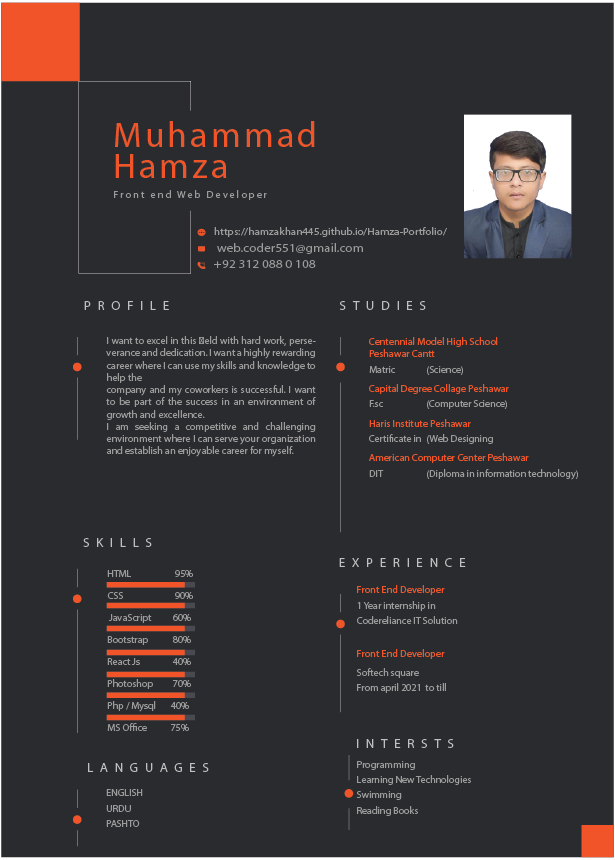 Muhammad
Hamza
Front end Web Developer
https://hamzakhan445.github.io/Hamza-Portfolio/
web.coder551@gmail.com
+92 312 088 0 108
PROFILE
I want to excel in this field with hard work, perse-
verance and dedication. I want a highly rewarding
career where I can use my skills and knowledge to
help the
company and my coworkers is successful. I want
to be part of the success in an environment of
growth and excellence.
I am seeking a competitive and challenging
environment where I can serve your organization
and establish an enjoyable career for myself.
STUDIES
Centennial Model High School
Peshawar Cantt
Matric (Science)
Capital Degree Collage Peshawar
F.sc (Computer Science)
Haris Institute Peshawar
Certificate in (Web Designing
American Computer Center Peshawar
DIT (Diploma in information technology)
SKILLS
HTML 95%
CSS 90%
JavaScript 60%
Bootstrap 80%
React Js 40%
Photoshop 70%
Php / Mysql 40%
MS Office 75%
EXPERIENCE
Front End Developer
1 Year internship in
Codereliance IT Solution
Front End Developer
Softech square
From april 2021 to till
LANGUAGES
ENGLISH
URDU
PASHTO
INTERSTS
Programming
Learning New Technologies
Swimming
Reading Books